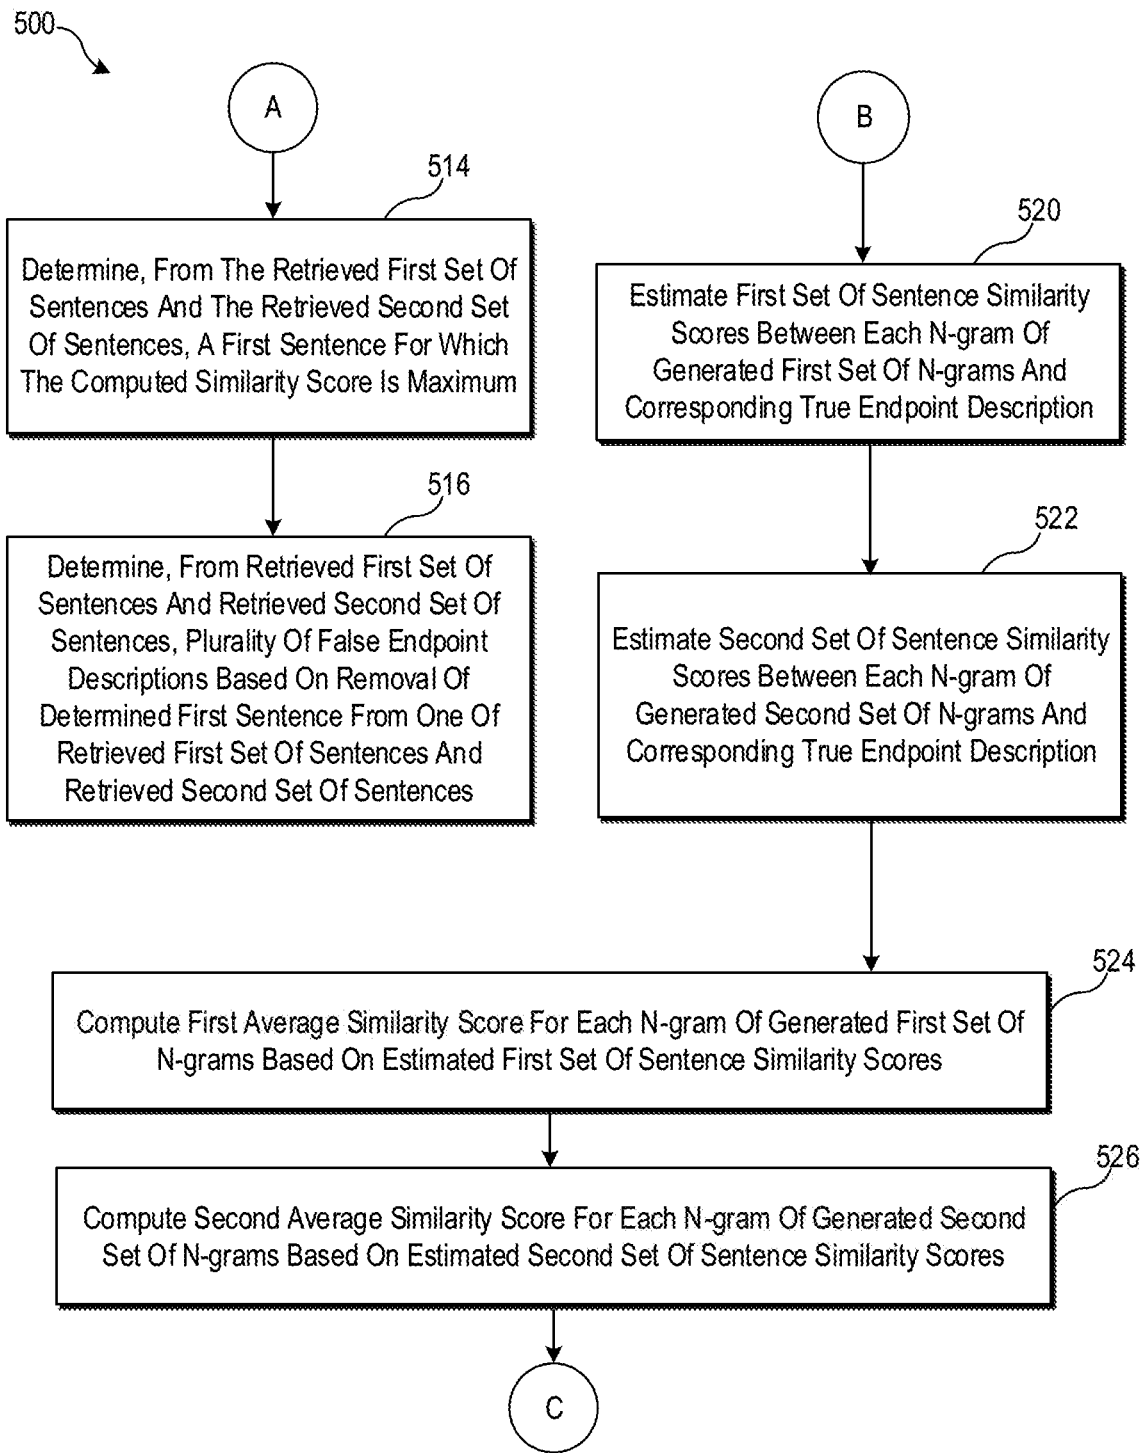 500
A
514
Determine, From The Retrieved First Set Of
Sentences And The Retrieved Second Set
Of Sentences, A First Sentence For Which
The Computed Similarity Score Is Maximum
516
Determine, From Retrieved First Set Of
Sentences And Retrieved Second Set Of
Sentences, Plurality Of False Endpoint
Descriptions Based On Removal Of
Determined First Sentence From One Of
Retrieved First Set Of Sentences And
Retrieved Second Set Of Sentences
B
520
Estimate First Set Of Sentence Similarity
Scores Between Each N-gram Of
Generated First Set Of N-grams And
Corresponding True Endpoint Description
522
Estimate Second Set Of Sentence Similarity
Scores Between Each N-gram Of
Generated Second Set Of N-grams And
Corresponding True Endpoint Description
524
Compute First Average Similarity Score For Each N-gram Of Generated First Set Of
N-grams Based On Estimated First Set Of Sentence Similarity Scores
526
Compute Second Average Similarity Score For Each N-gram Of Generated Second
Set Of N-grams Based On Estimated Second Set Of Sentence Similarity Scores
C